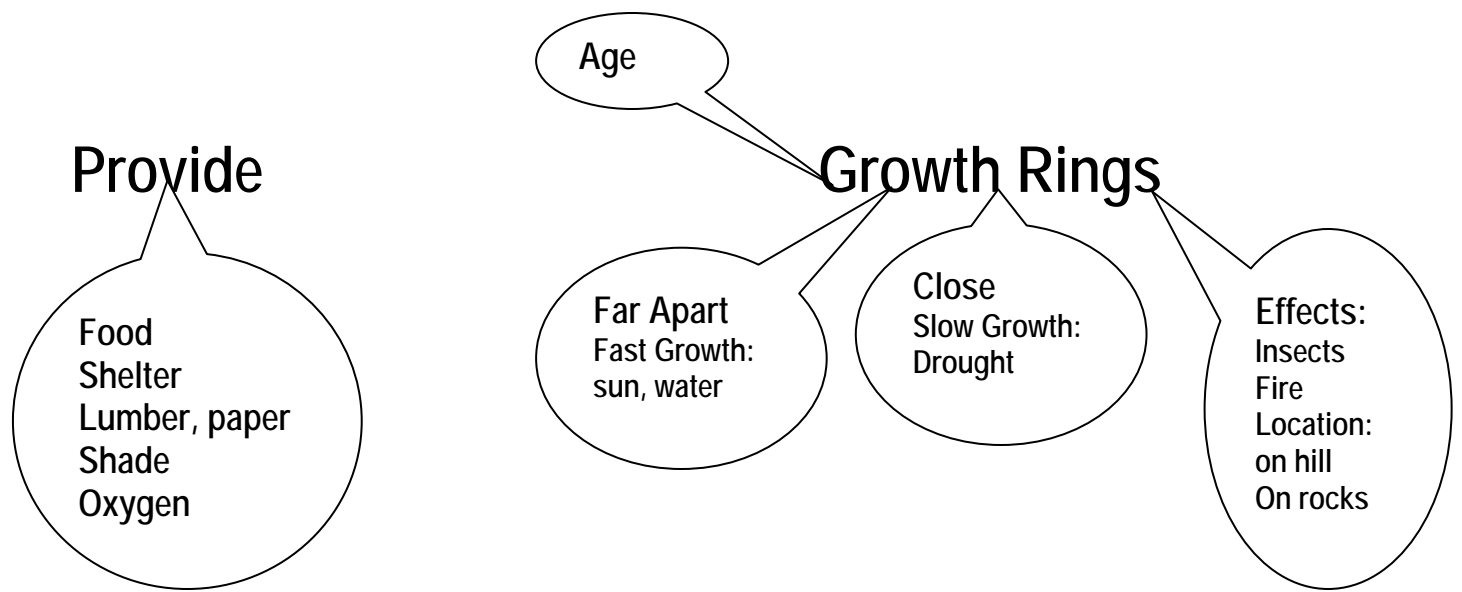 Provide
Food
Shelter
Lumber, paper
Shade
Oxygen
Age
Growth Rings
Far Apart
Fast Growth:
sun, water
Close
Slow Growth:
Drought
Effects:
Insects
Fire
Location:
on hill
On rocks